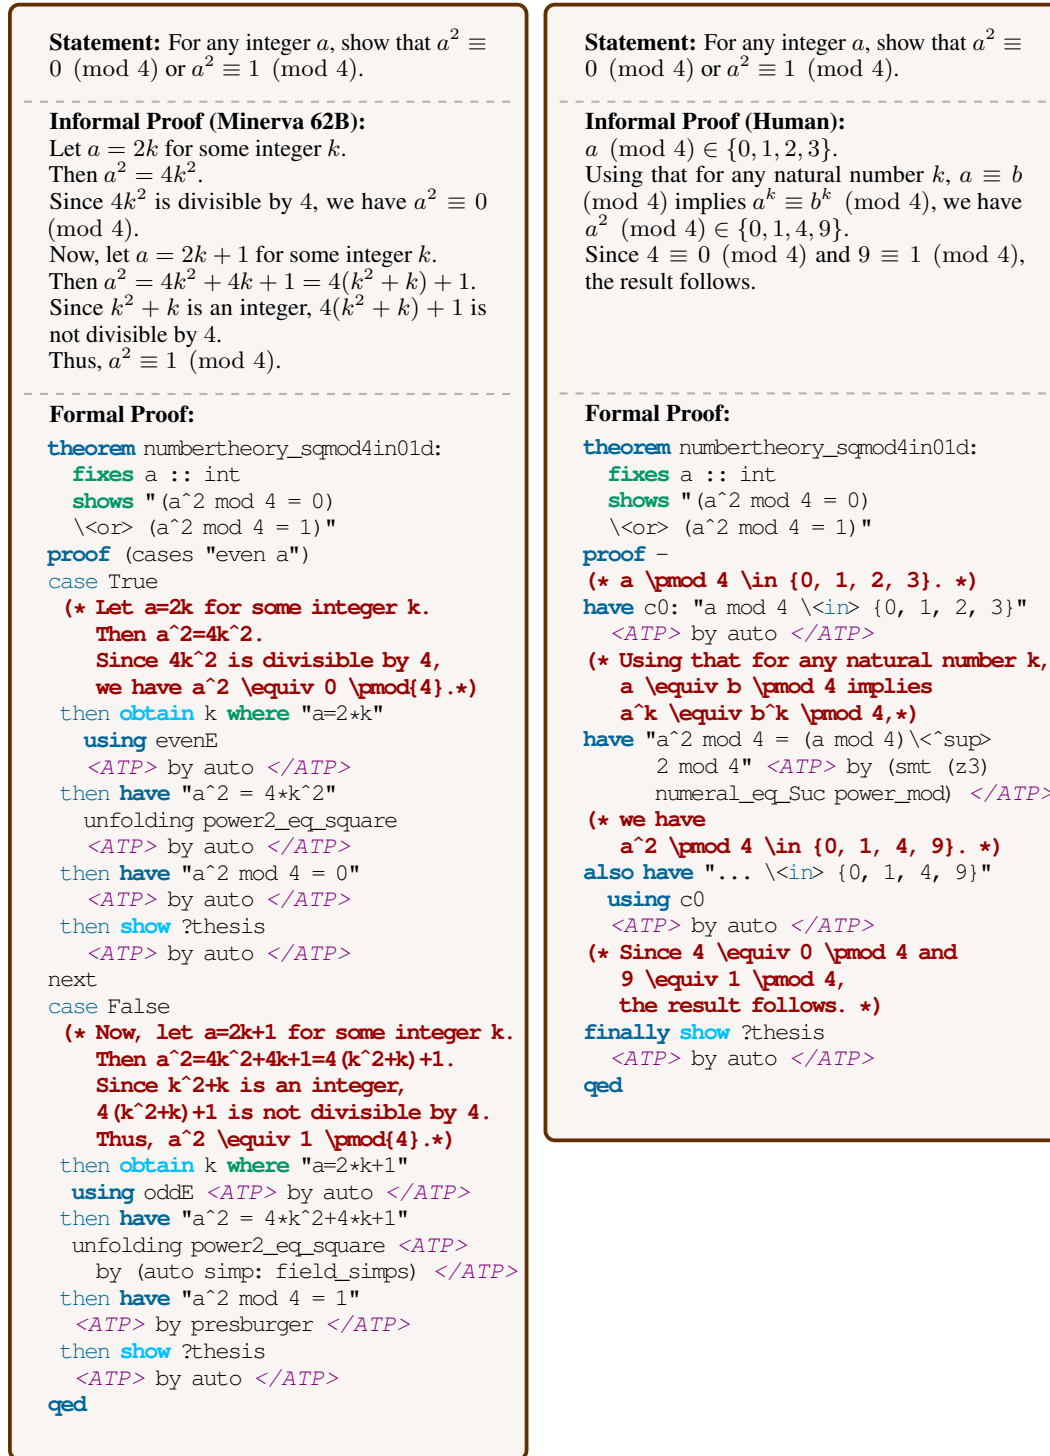 Statement: For any integer a, show that a² ≡
0 (mod 4) or a² ≡ 1 (mod 4).
Informal Proof (Minerva 62B):
Let a = 2k for some integer k.
Then a² = 4k².
Since 4k² is divisible by 4, we have a² ≡ 0
(mod 4).
Now, let a = 2k + 1 for some integer k.
Then a² = 4k² + 4k + 1 = 4(k² + k) + 1.
Since k² + k is an integer, 4(k² + k) + 1 is
not divisible by 4.
Thus, a² ≡ 1 (mod 4).
Formal Proof:
theorem numbertheory_sqmod4in01d:
fixes a :: int
shows "(a^2 mod 4 = 0)
\<or> (a^2 mod 4 = 1)"
proof (cases "even a")
case True
(* Let a=2k for some integer k.
Then a^2=4k^2.
Since 4k^2 is divisible by 4,
we have a^2 \equiv 0 \pmod{4}.*)
then obtain k where "a=2*k"
using evenE
<ATP> by auto </ATP>
then have "a^2 = 4*k^2"
unfolding power2_eq_square
<ATP> by auto </ATP>
then have "a^2 mod 4 = 0"
<ATP> by auto </ATP>
then show ?thesis
<ATP> by auto </ATP>
next
case False
(* Now, let a=2k+1 for some integer k.
Then a^2=4k^2+4k+1=4(k^2+k)+1.
Since k^2+k is an integer,
4(k^2+k)+1 is not divisible by 4.
Thus, a^2 \equiv 1 \pmod{4}.*)
then obtain k where "a=2*k+1"
using oddE <ATP> by auto </ATP>
then have "a^2 = 4*k^2+4*k+1"
unfolding power2_eq_square <ATP>
by (auto simp: field_simps) </ATP>
then have "a^2 mod 4 = 1"
<ATP> by presburger </ATP>
then show ?thesis
<ATP> by auto </ATP>
qed
Statement: For any integer a, show that a² ≡
0 (mod 4) or a² ≡ 1 (mod 4).
Informal Proof (Human):
a (mod 4) ∈ {0, 1, 2, 3}.
Using that for any natural number k, a ≡ b
(mod 4) implies aᵏ ≡ bᵏ (mod 4), we have
a² (mod 4) ∈ {0, 1, 4, 9}.
Since 4 ≡ 0 (mod 4) and 9 ≡ 1 (mod 4),
the result follows.
Formal Proof:
theorem numbertheory_sqmod4in01d:
fixes a :: int
shows "(a^2 mod 4 = 0)
\<or> (a^2 mod 4 = 1)"
proof -
(* a \pmod 4 \in {0, 1, 2, 3}. *)
have c0: "a mod 4 \<in> {0, 1, 2, 3}"
<ATP> by auto </ATP>
(* Using that for any natural number k,
a \equiv b \pmod 4 implies
a^k \equiv b^k \pmod 4,*)
have "a^2 mod 4 = (a mod 4)\<^sup>
2 mod 4" <ATP> by (smt (z3)
numeral_eq_Suc power_mod) </ATP>
(* we have
a^2 \pmod 4 \in {0, 1, 4, 9}. *)
also have "... \<in> {0, 1, 4, 9}"
using c0
<ATP> by auto </ATP>
(* Since 4 \equiv 0 \pmod 4 and
9 \equiv 1 \pmod 4,
the result follows. *)
finally show ?thesis
<ATP> by auto </ATP>
qed